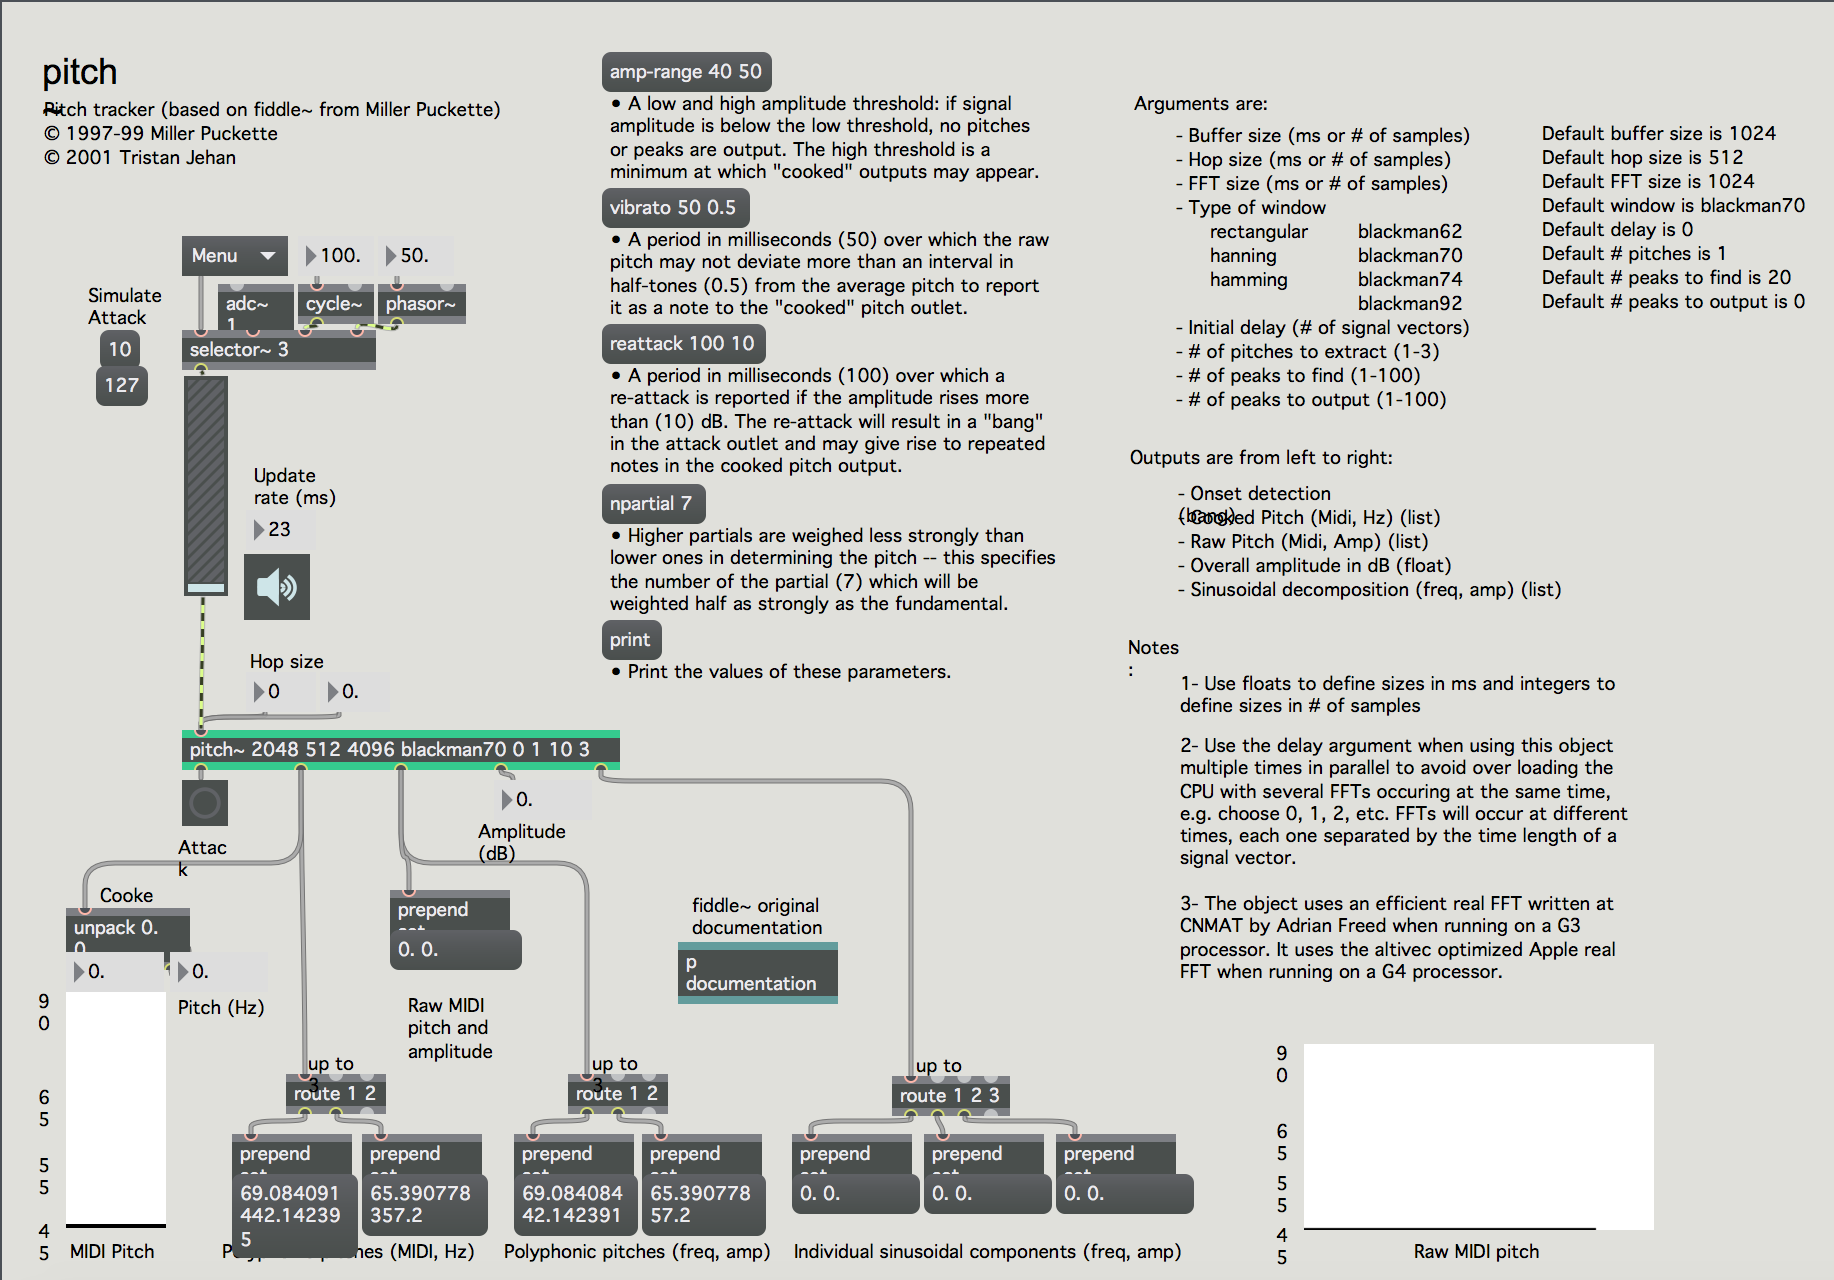 pitch
Pitch tracker (based on fiddle~ from Miller Puckette)
© 1997-99 Miller Puckette
© 2001 Tristan Jehan
Menu
100.
50.
Simulate
Attack
adc~
1
cycle~
phasor~
10
selector~ 3
127
Update
rate (ms)
23
Hop size
0
0.
pitch~ 2048 512 4096 blackman70 0 1 10 3
0.
Amplitude
(dB)
Attac
k
Cooke
unpack 0.
0
0.
0.
Pitch (Hz)
prepend
0. 0.
Raw MIDI
pitch and
amplitude
fiddle~ original
documentation
p
documentation
9
0
6
5
5
5
4
5
MIDI Pitch
up to
3
route 1 2
prepend
prepend
69.084091
442.14239
5
65.390778
357.2
hes (MIDI, Hz)
up to
3
route 1 2
prepend
prepend
69.084084
42.142391
65.390778
57.2
Polyphonic pitches (freq, amp)
up to
route 1 2 3
prepend
prepend
prepend
0. 0.
0. 0.
0. 0.
Individual sinusoidal components (freq, amp)
amp-range 40 50
• A low and high amplitude threshold: if signal
amplitude is below the low threshold, no pitches
or peaks are output. The high threshold is a
minimum at which "cooked" outputs may appear.
vibrato 50 0.5
• A period in milliseconds (50) over which the raw
pitch may not deviate more than an interval in
half-tones (0.5) from the average pitch to report
it as a note to the "cooked" pitch outlet.
reattack 100 10
• A period in milliseconds (100) over which a
re-attack is reported if the amplitude rises more
than (10) dB. The re-attack will result in a "bang"
in the attack outlet and may give rise to repeated
notes in the cooked pitch output.
npartial 7
• Higher partials are weighed less strongly than
lower ones in determining the pitch -- this specifies
the number of the partial (7) which will be
weighted half as strongly as the fundamental.
print
• Print the values of these parameters.
Arguments are:
- Buffer size (ms or # of samples)
- Hop size (ms or # of samples)
- FFT size (ms or # of samples)
- Type of window
rectangular blackman62
hanning blackman70
hamming blackman74
blackman92
- Initial delay (# of signal vectors)
- # of pitches to extract (1-3)
- # of peaks to find (1-100)
- # of peaks to output (1-100)
Default buffer size is 1024
Default hop size is 512
Default FFT size is 1024
Default window is blackman70
Default delay is 0
Default # pitches is 1
Default # peaks to find is 20
Default # peaks to output is 0
Outputs are from left to right:
- Onset detection
(bang)
- Cooked Pitch (Midi, Hz) (list)
- Raw Pitch (Midi, Amp) (list)
- Overall amplitude in dB (float)
- Sinusoidal decomposition (freq, amp) (list)
Notes
:
1- Use floats to define sizes in ms and integers to
define sizes in # of samples
2- Use the delay argument when using this object
multiple times in parallel to avoid over loading the
CPU with several FFTs occuring at the same time,
e.g. choose 0, 1, 2, etc. FFTs will occur at different
times, each one separated by the time length of a
signal vector.
3- The object uses an efficient real FFT written at
CNMAT by Adrian Freed when running on a G3
processor. It uses the altivec optimized Apple real
FFT when running on a G4 processor.
9
0
6
5
5
5
4
5
Raw MIDI pitch